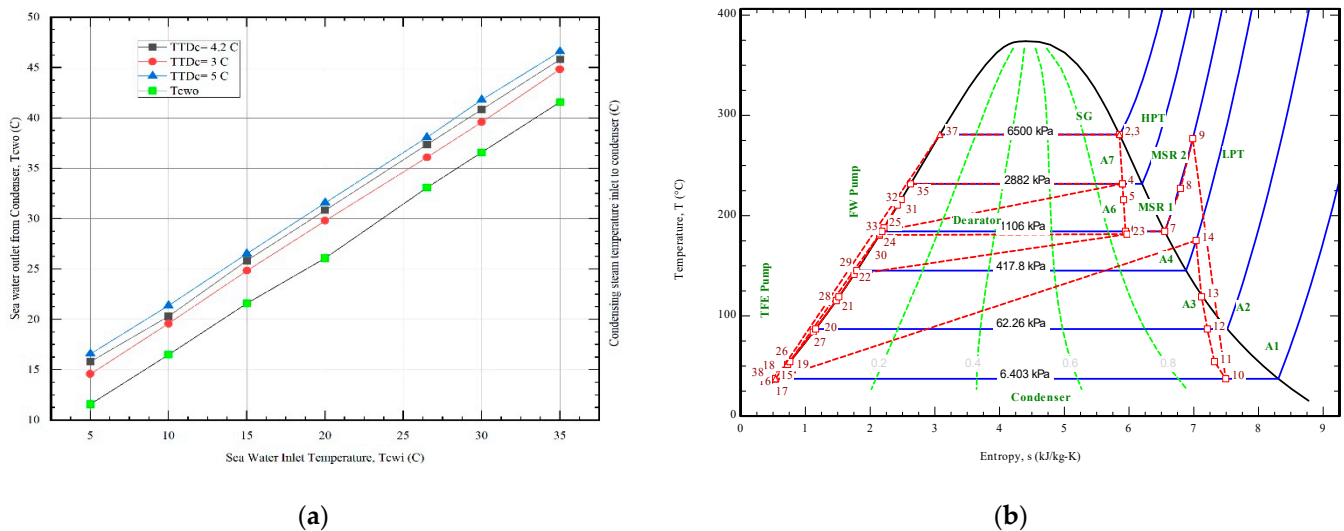 50
45
40
35
30
25
20
15
10
5 10 15 20 25 30 35
Sea water outlet from Condenser, Tcwo (C)
Condensing steam temperature inlet to condenser (C)
Sea Water Inlet Temperature, Tcwi (C)
TTDc= 4.2 C
TTDc= 3 C
TTDc= 5 C
Tcwo
(a)
400
300
200
100
0
0 1 2 3 4 5 6 7 8 9
Temperature, T (°C)
Entropy, s (kJ/kg-K)
SG
HPT
37
6500 kPa
2,3
9
A7
MSR 2
LPT
FW Pump
2882 kPa
4
8
32
35
31
5
A6
MSR 1
Dearator
33
25
1106 kPa
623
7
24
14
30
A4
29
22
417.8 kPa
TFE Pump
28
21
A3
13
A2
20
62.26 kPa
12
27
A1
26
18
19
0.2
0.4
0.6
0.8
11
38
15
6.403 kPa
10
16
17
Condenser
(b)